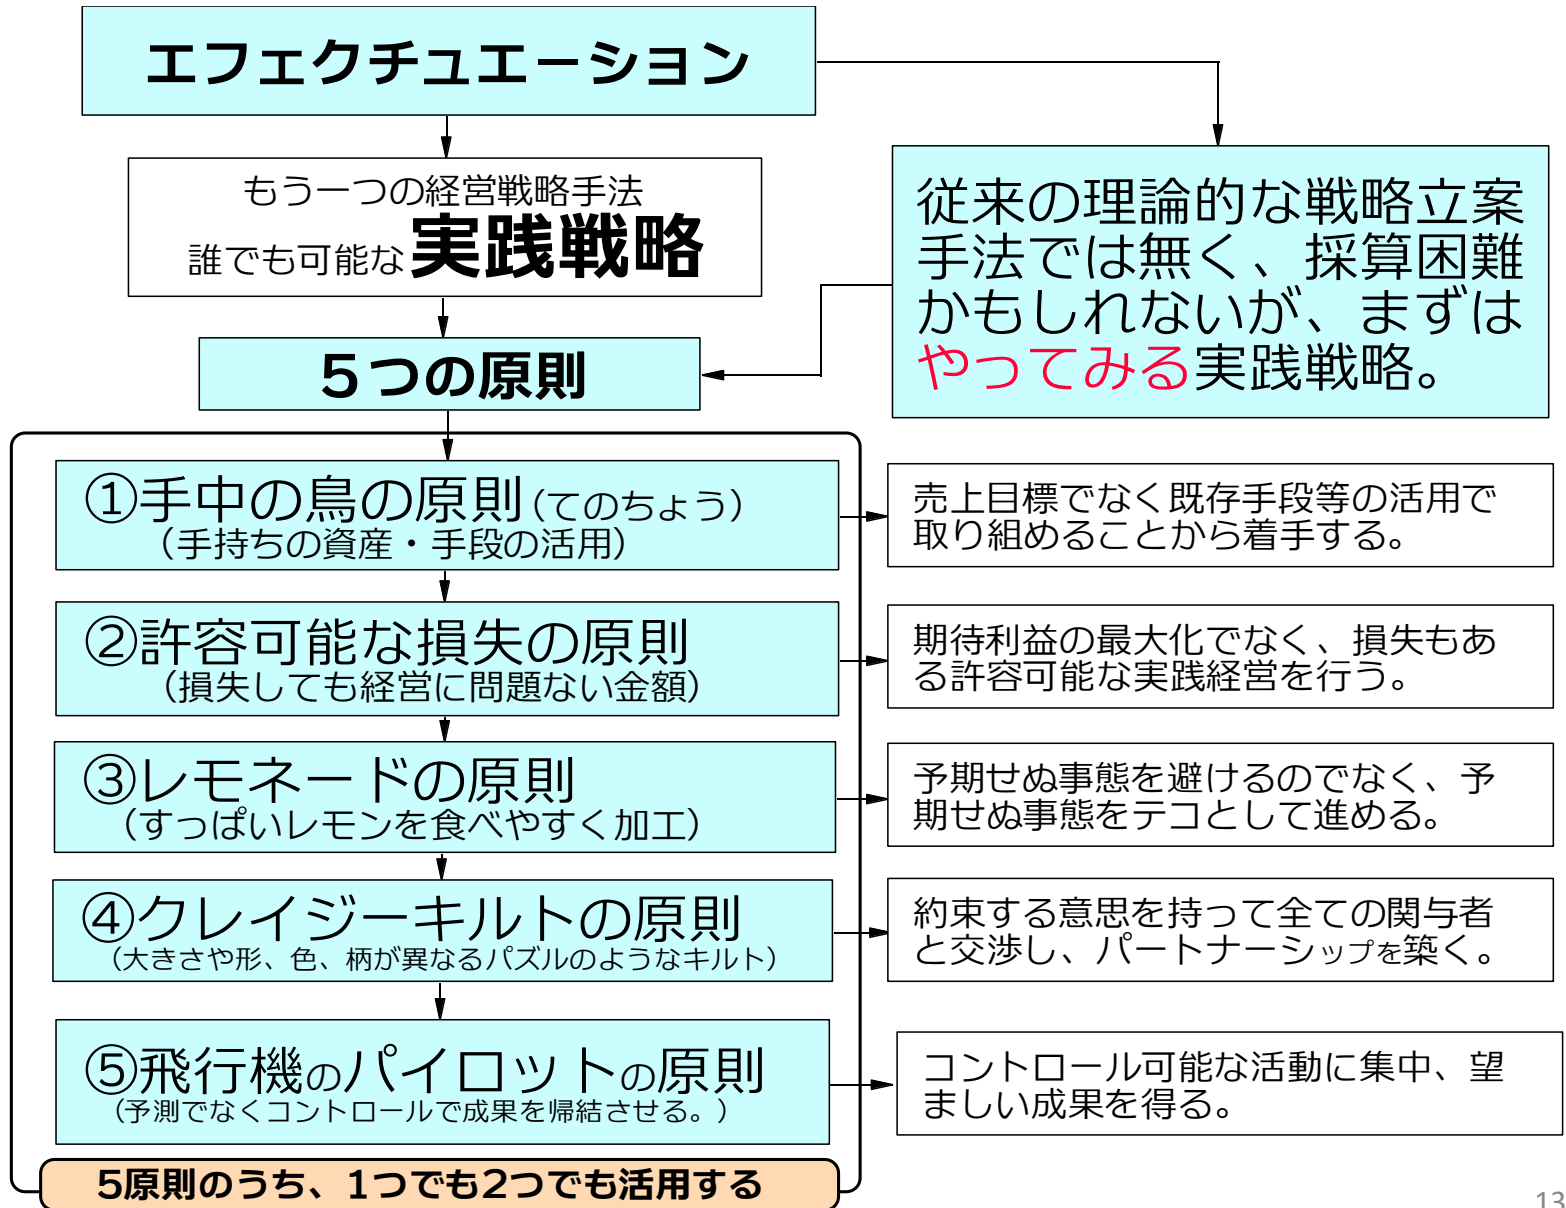 エフェクチュエーション
もう一つの経営戦略手法
誰でも可能な実践戦略
従来の理論的な戦略立案
手法では無く、採算困難
かもしれないが、まずは
やってみる実践戦略。
５つの原則
①手中の鳥の原則（てのちょう）
（手持ちの資産・手段の活用）
売上目標でなく既存手段等の活用で
取り組めることから着手する。
②許容可能な損失の原則
（損失しても経営に問題ない金額）
期待利益の最大化でなく、損失もあ
る許容可能な実践経営を行う。
③レモネードの原則
（すっぱいレモンを食べやすく加工）
予期せぬ事態を避けるのでなく、予
期せぬ事態をテコとして進める。
④クレイジーキルトの原則
（大きさや形、色、柄が異なるパズルのようなキルト）
約束する意思を持って全ての関与者
と交渉し、パートナーシップを築く。
⑤飛行機のパイロットの原則
（予測でなくコントロールで成果を帰結させる。）
コントロール可能な活動に集中、望
ましい成果を得る。
5原則のうち、1つでも2つでも活用する
13